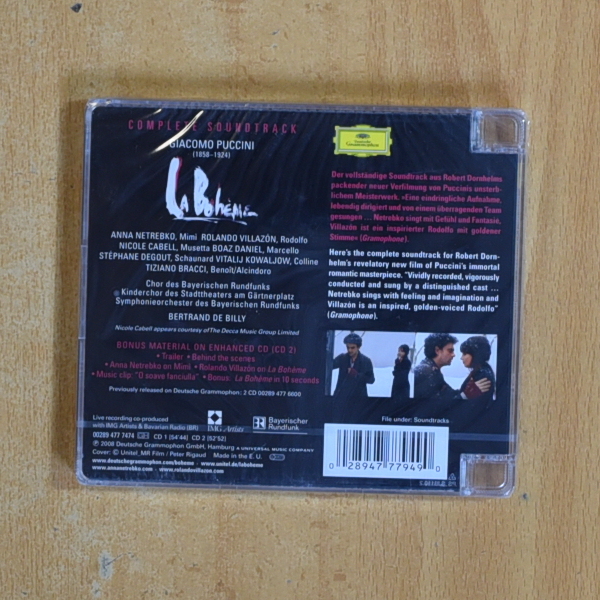 COMPLETE SOUNDTRACK
GIACOMO PUCCINI
(1858–1924)
La Bohème
ANNA NETREBKO, Mimì ROLANDO VILLAZÓN, Rodolfo
NICOLE CABELL, Musetta BOAZ DANIEL, Marcello
STÉPHANE DEGOUT, Schaunard VITALIJ KOWALJOW, Colline
TIZIANO BRACCI, Benoît/Alcindoro
Chor des Bayerischen Rundfunks
Kinderchor des Staatstheaters am Gärtnerplatz
Symphonieorchester des Bayerischen Rundfunks
BERTRAND DE BILLY
Nicole Cabell appears courtesy of The Decca Music Group Limited
BONUS MATERIAL ON ENHANCED CD (CD 2)
• Trailer • Behind the scenes
• Anna Netrebko on Mimì • Rolando Villazón on La Bohème
• Music clip: "O soave fanciulla" • Bonus: La Bohème in 10 seconds
Previously released on Deutsche Grammophon: 2 CD 00289 477 6600
Live recording co-produced
with IMG Artists & Bavarian Radio (BR)
IMG Artists
BR Bayerischer
Rundfunk
00289 477 7474 CD 1 [54'44] CD 2 [52'52]
℗ 2008 Deutsche Grammophon GmbH, Hamburg A UNIVERSAL MUSIC COMPANY
Cover: © Unitel_MR Film / Peter Rigaud Made in the E. U.
www.deutschegrammophon.com/boheme – www.unitel.de/laboheme
www.annanetrebko.com – www.rolandovillazon.com
Deutsche
Grammophon
Der vollständige Soundtrack aus Robert Dornhelms
packender neuer Verfilmung von Puccinis unsterb-
lichem Meisterwerk. »Eine eindringliche Aufnahme,
lebendig dirigiert und von einem überragenden Team
gesungen ... Netrebko singt mit Gefühl und Fantasie,
Villazón ist ein inspirierter Rodolfo mit goldener
Stimme« (Gramophone).
Here's the complete soundtrack for Robert Dorn-
helm's revelatory new film of Puccini's immortal
romantic masterpiece. "Vividly recorded, vigorously
conducted and sung by a distinguished cast ...
Netrebko sings with feeling and imagination and
Villazón is an inspired, golden-voiced Rodolfo"
(Gramophone).
File under: Soundtracks
0 28947 77949 0